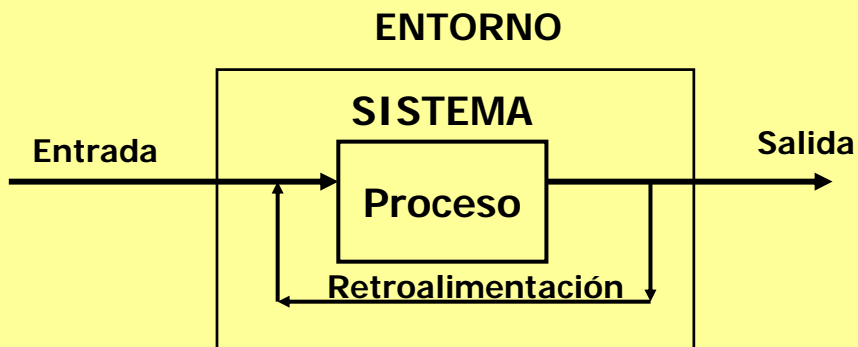 ENTORNO
SISTEMA
Entrada
Salida
Proceso
Retroalimentación